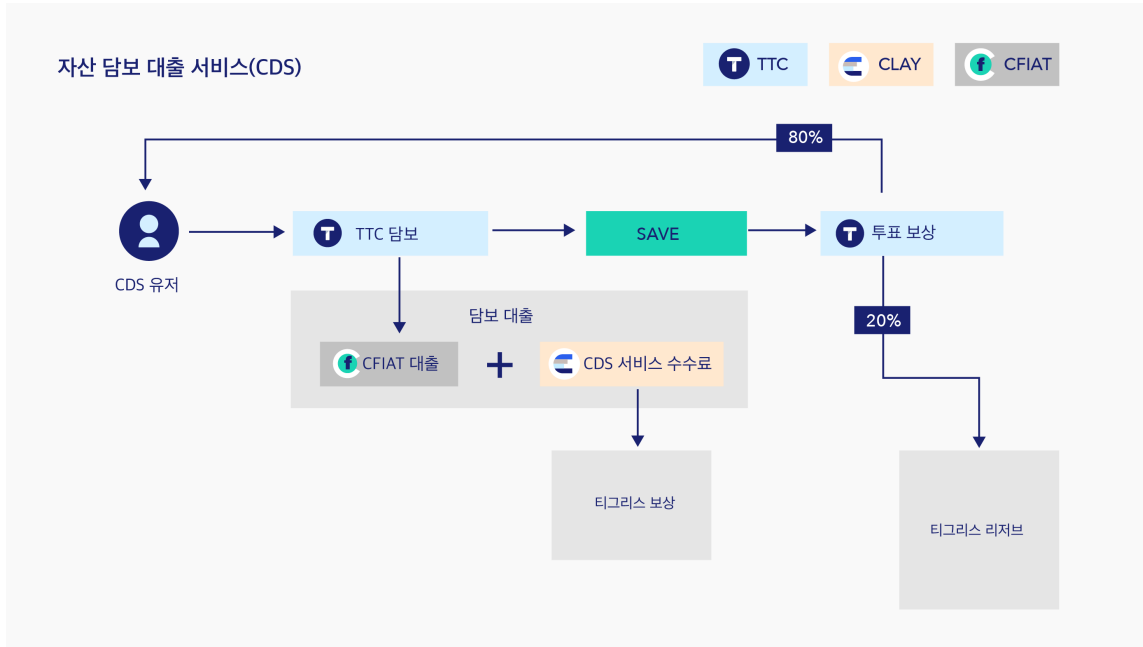 자산 담보 대출 서비스(CDS)
TTC
CLAY
CFIAT
80%
CDS 유저
TTC 담보
SAVE
투표 보상
20%
담보 대출
CFIAT 대출
+
CDS 서비스 수수료
티그리스 보상
티그리스 리저브